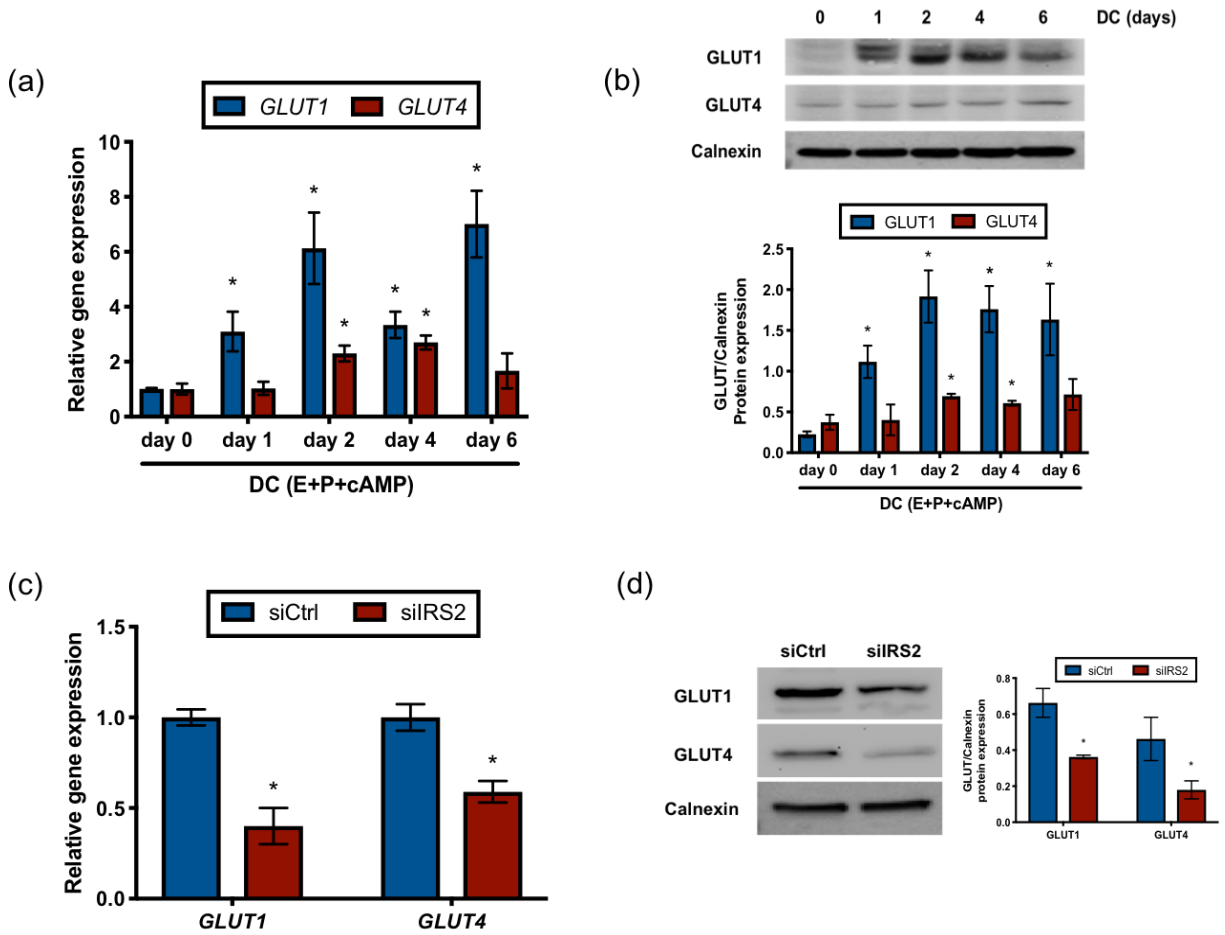 (a)
GLUT1 GLUT4
Relative gene expression
10
8
6
4
2
0
* * * * * *
day 0 day 1 day 2 day 4 day 6
DC (E+P+cAMP)
(b)
0 1 2 4 6 DC (days)
GLUT1
GLUT4
Calnexin
GLUT1 GLUT4
GLUT/Calnexin
Protein expression
2.5
2.0
1.5
1.0
0.5
0.0
* * * * * *
day 0 day 1 day 2 day 4 day 6
DC (E+P+cAMP)
(c)
siCtrl siIRS2
Relative gene expression
1.5
1.0
0.5
0.0
* *
GLUT1 GLUT4
(d)
siCtrl siIRS2
GLUT1
GLUT4
Calnexin
siCtrl siIRS2
GLUT/Calnexin
protein expression
0.8
0.6
0.4
0.2
0.0
* *
GLUT1 GLUT4